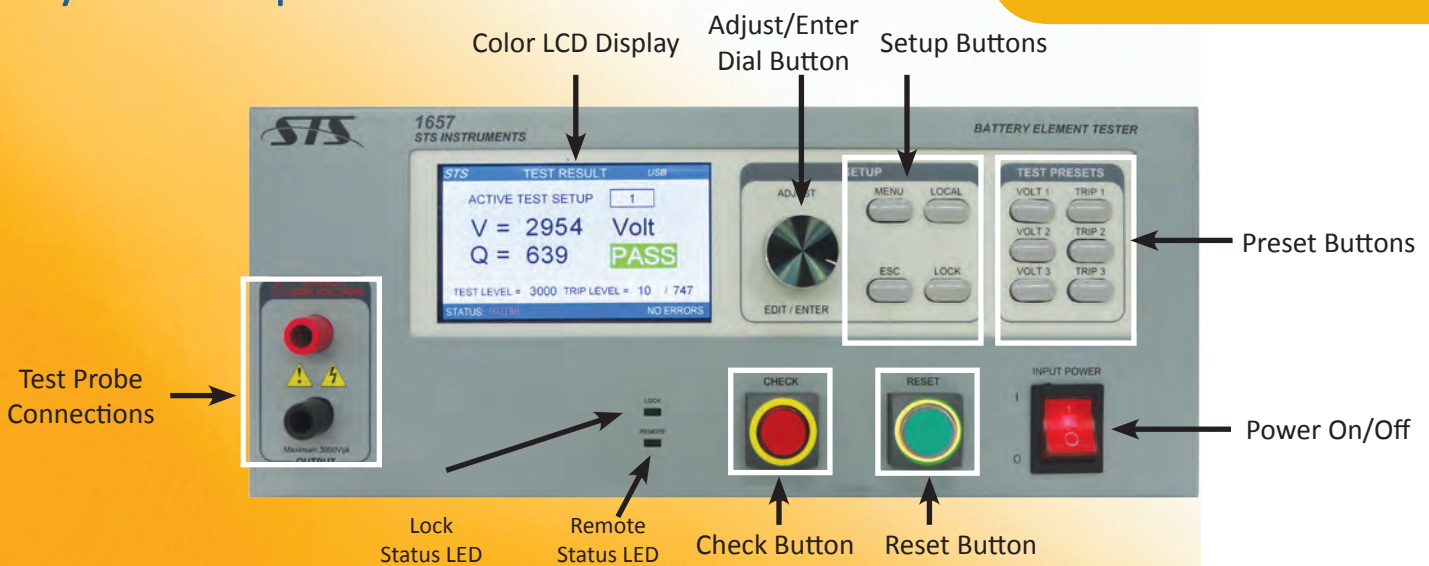 Adjust/Enter
Dial Button
Color LCD Display
Setup Buttons
STS
1657
STS INSTRUMENTS
BATTERY ELEMENT TESTER
STS TEST RESULT USB
ACTIVE TEST SETUP 1
V = 2954 Volt
Q = 639 PASS
TEST LEVEL = 3000 TRIP LEVEL = 10 / 747
STATUS: NO ERRORS
SETUP
ADJUST
MENU LOCAL
ESC LOCK
EDIT / ENTER
TEST PRESETS
VOLT 1 TRIP 1
VOLT 2 TRIP 2
VOLT 3 TRIP 3
Preset Buttons
Test Probe
Connections
Maximum 3000Vpk
OUTPUT
LOCK
REMOTE
CHECK
RESET
INPUT POWER
I
O
Power On/Off
Lock
Status LED
Remote
Status LED
Check Button
Reset Button